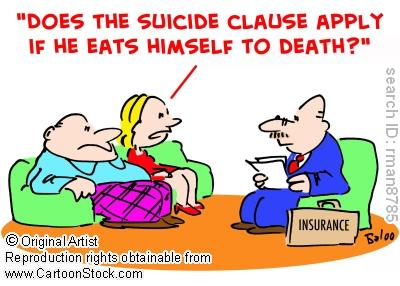 "DOES THE SUICIDE CLAUSE APPLY
IF HE EATS HIMSELF TO DEATH?"
search ID: rman8785
INSURANCE
Baloo
© Original Artist
Reproduction rights obtainable from
www.CartoonStock.com